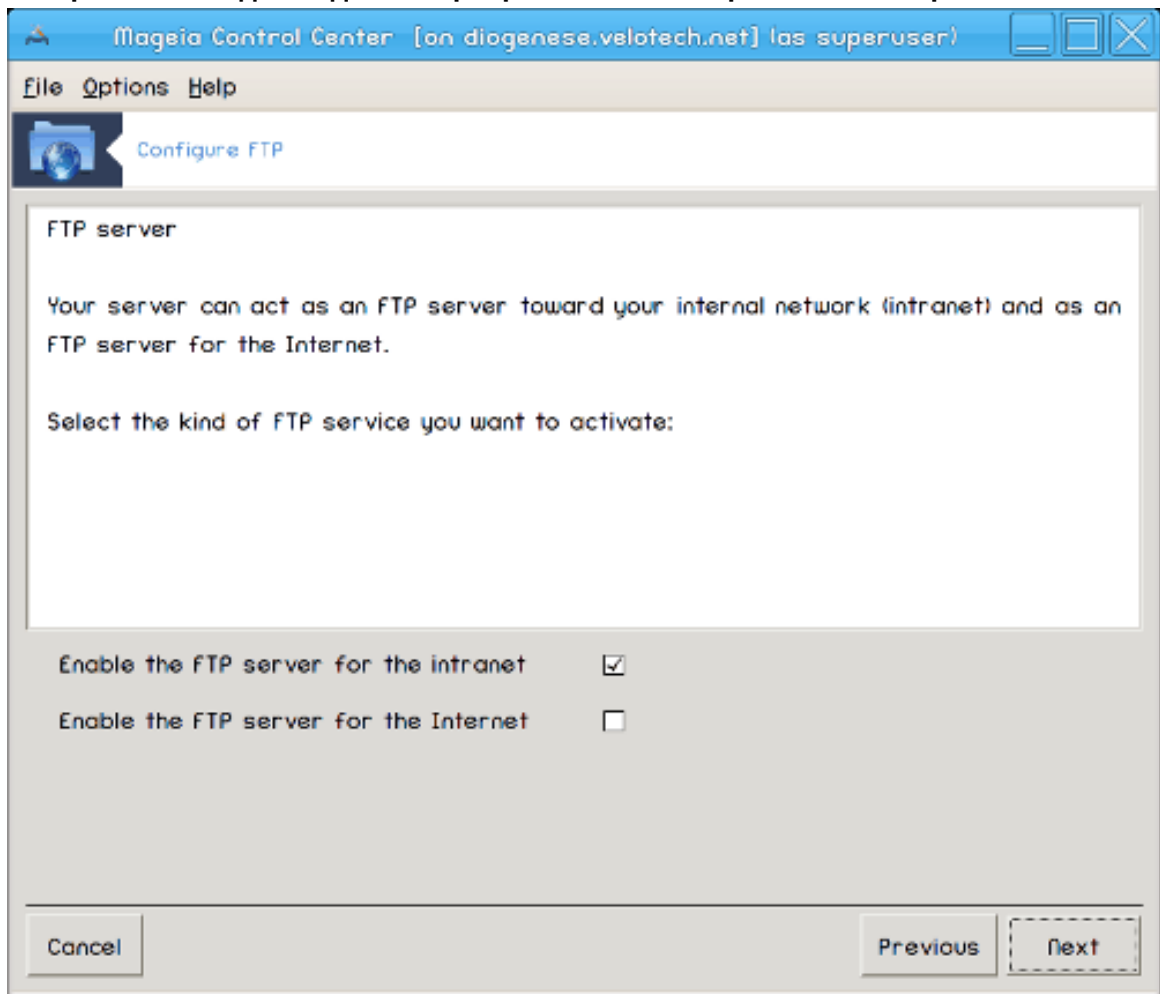 Mageia Control Center [on diogenese.velotech.net] (as superuser)
File Options Help
Configure FTP
FTP server
Your server can act as an FTP server toward your internal network (intranet) and as an
FTP server for the Internet.
Select the kind of FTP service you want to activate:
Enable the FTP server for the intranet
Enable the FTP server for the Internet
Cancel
Previous
Next